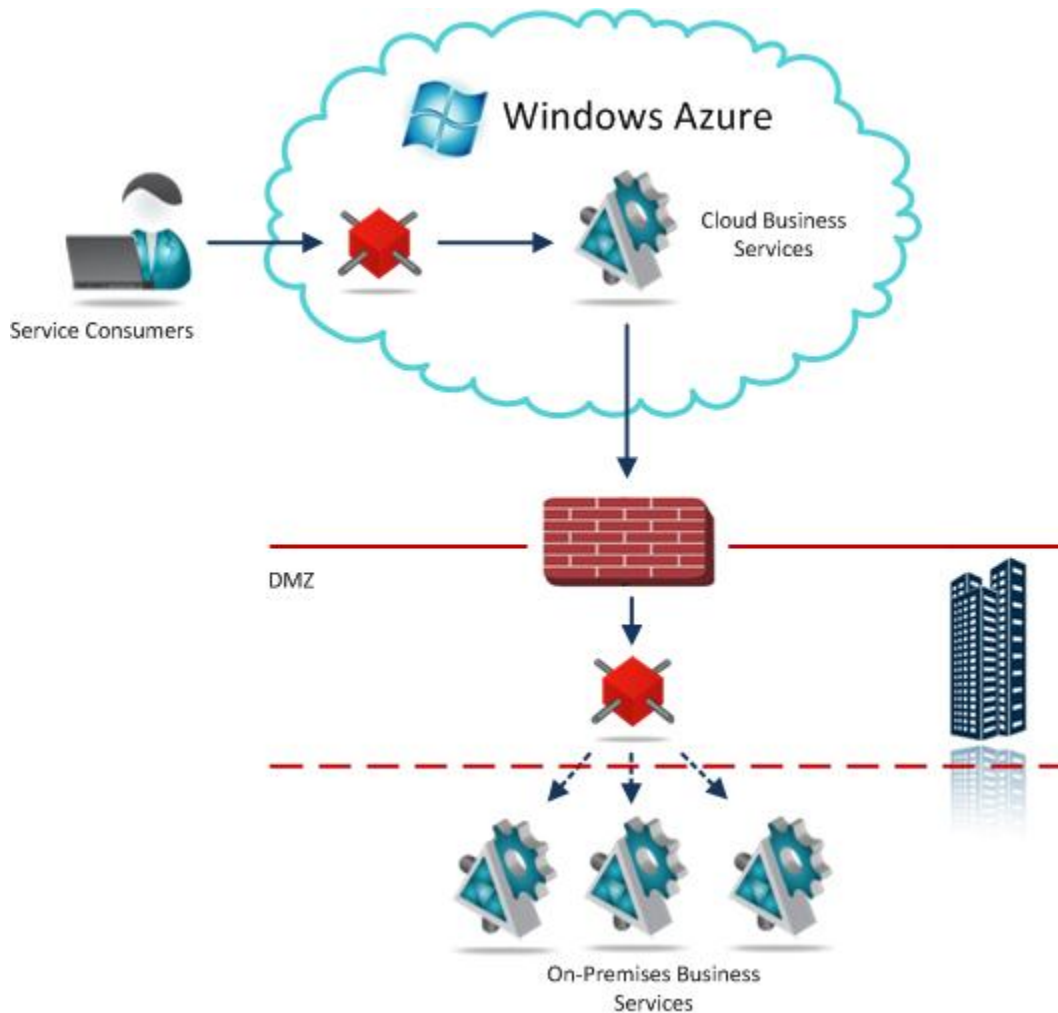 Windows Azure
Cloud Business
Services
Service Consumers
DMZ
On-Premises Business
Services